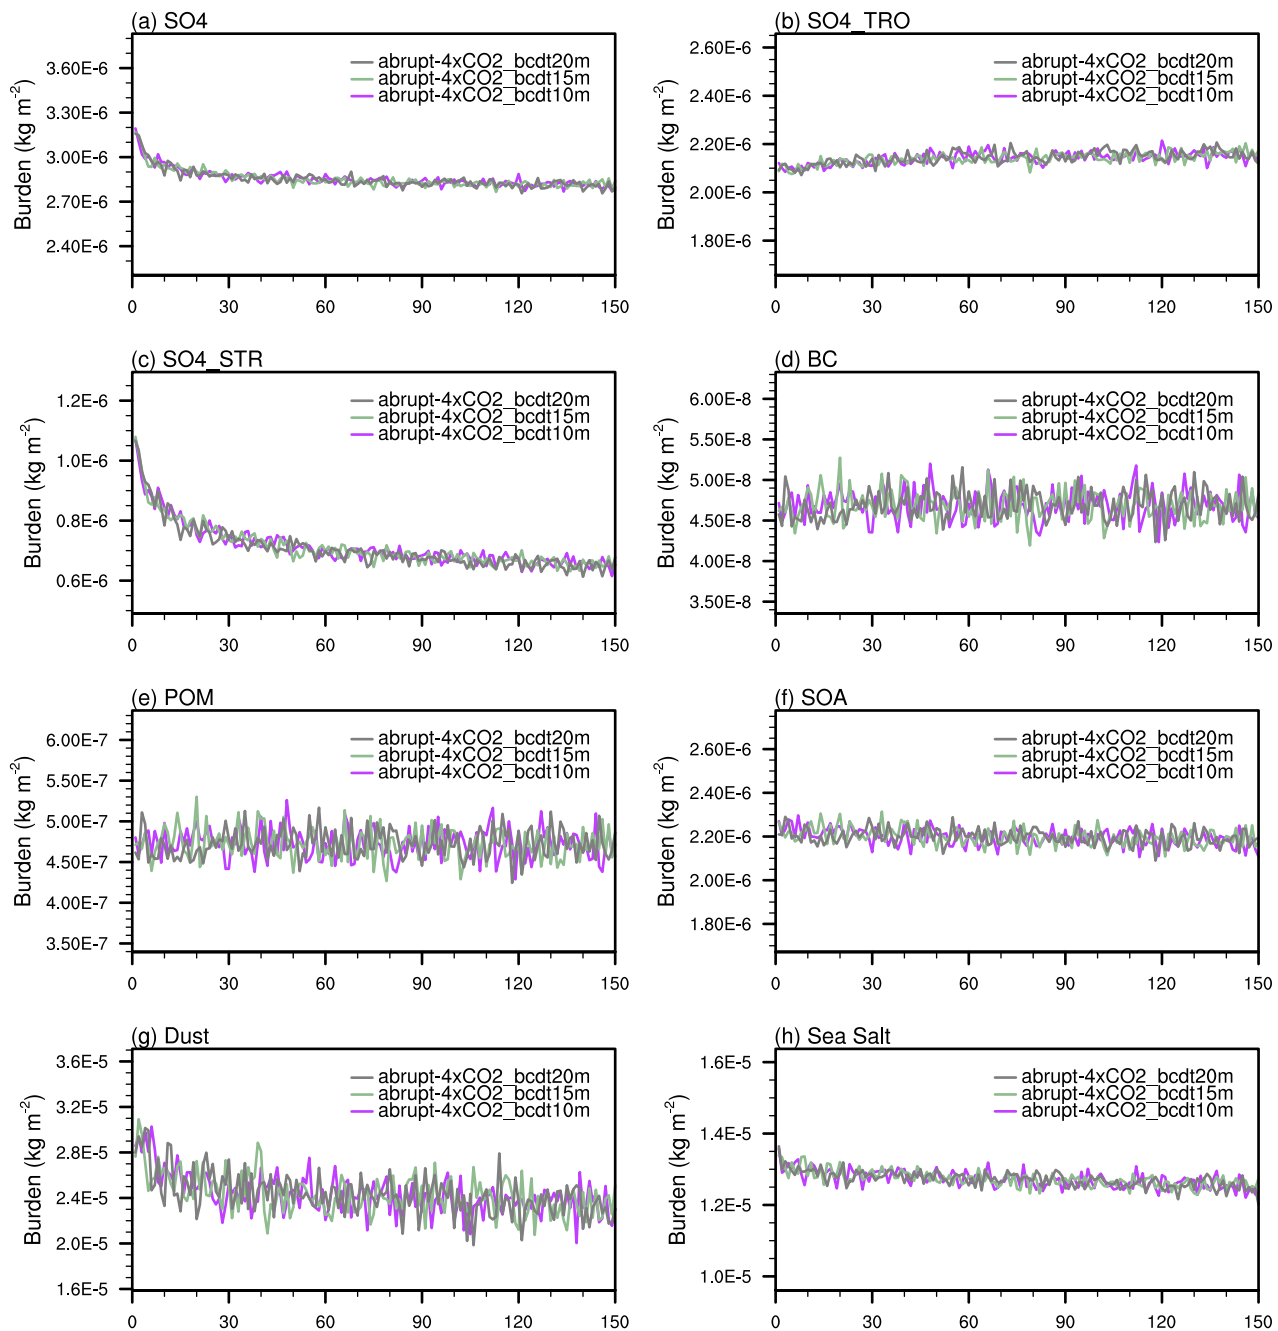 (a) SO4
Burden (kg m-2)
3.60E-6
3.30E-6
3.00E-6
2.70E-6
2.40E-6
abrupt-4xCO2_bcdt20m
abrupt-4xCO2_bcdt15m
abrupt-4xCO2_bcdt10m
0 30 60 90 120 150
(b) SO4_TRO
Burden (kg m-2)
2.60E-6
2.40E-6
2.20E-6
2.00E-6
1.80E-6
abrupt-4xCO2_bcdt20m
abrupt-4xCO2_bcdt15m
abrupt-4xCO2_bcdt10m
0 30 60 90 120 150
(c) SO4_STR
Burden (kg m-2)
1.2E-6
1.0E-6
0.8E-6
0.6E-6
abrupt-4xCO2_bcdt20m
abrupt-4xCO2_bcdt15m
abrupt-4xCO2_bcdt10m
0 30 60 90 120 150
(d) BC
Burden (kg m-2)
6.00E-8
5.50E-8
5.00E-8
4.50E-8
4.00E-8
3.50E-8
abrupt-4xCO2_bcdt20m
abrupt-4xCO2_bcdt15m
abrupt-4xCO2_bcdt10m
0 30 60 90 120 150
(e) POM
Burden (kg m-2)
6.00E-7
5.50E-7
5.00E-7
4.50E-7
4.00E-7
3.50E-7
abrupt-4xCO2_bcdt20m
abrupt-4xCO2_bcdt15m
abrupt-4xCO2_bcdt10m
0 30 60 90 120 150
(f) SOA
Burden (kg m-2)
2.60E-6
2.40E-6
2.20E-6
2.00E-6
1.80E-6
abrupt-4xCO2_bcdt20m
abrupt-4xCO2_bcdt15m
abrupt-4xCO2_bcdt10m
0 30 60 90 120 150
(g) Dust
Burden (kg m-2)
3.6E-5
3.2E-5
2.8E-5
2.4E-5
2.0E-5
1.6E-5
abrupt-4xCO2_bcdt20m
abrupt-4xCO2_bcdt15m
abrupt-4xCO2_bcdt10m
0 30 60 90 120 150
(h) Sea Salt
Burden (kg m-2)
1.6E-5
1.4E-5
1.2E-5
1.0E-5
abrupt-4xCO2_bcdt20m
abrupt-4xCO2_bcdt15m
abrupt-4xCO2_bcdt10m
0 30 60 90 120 150